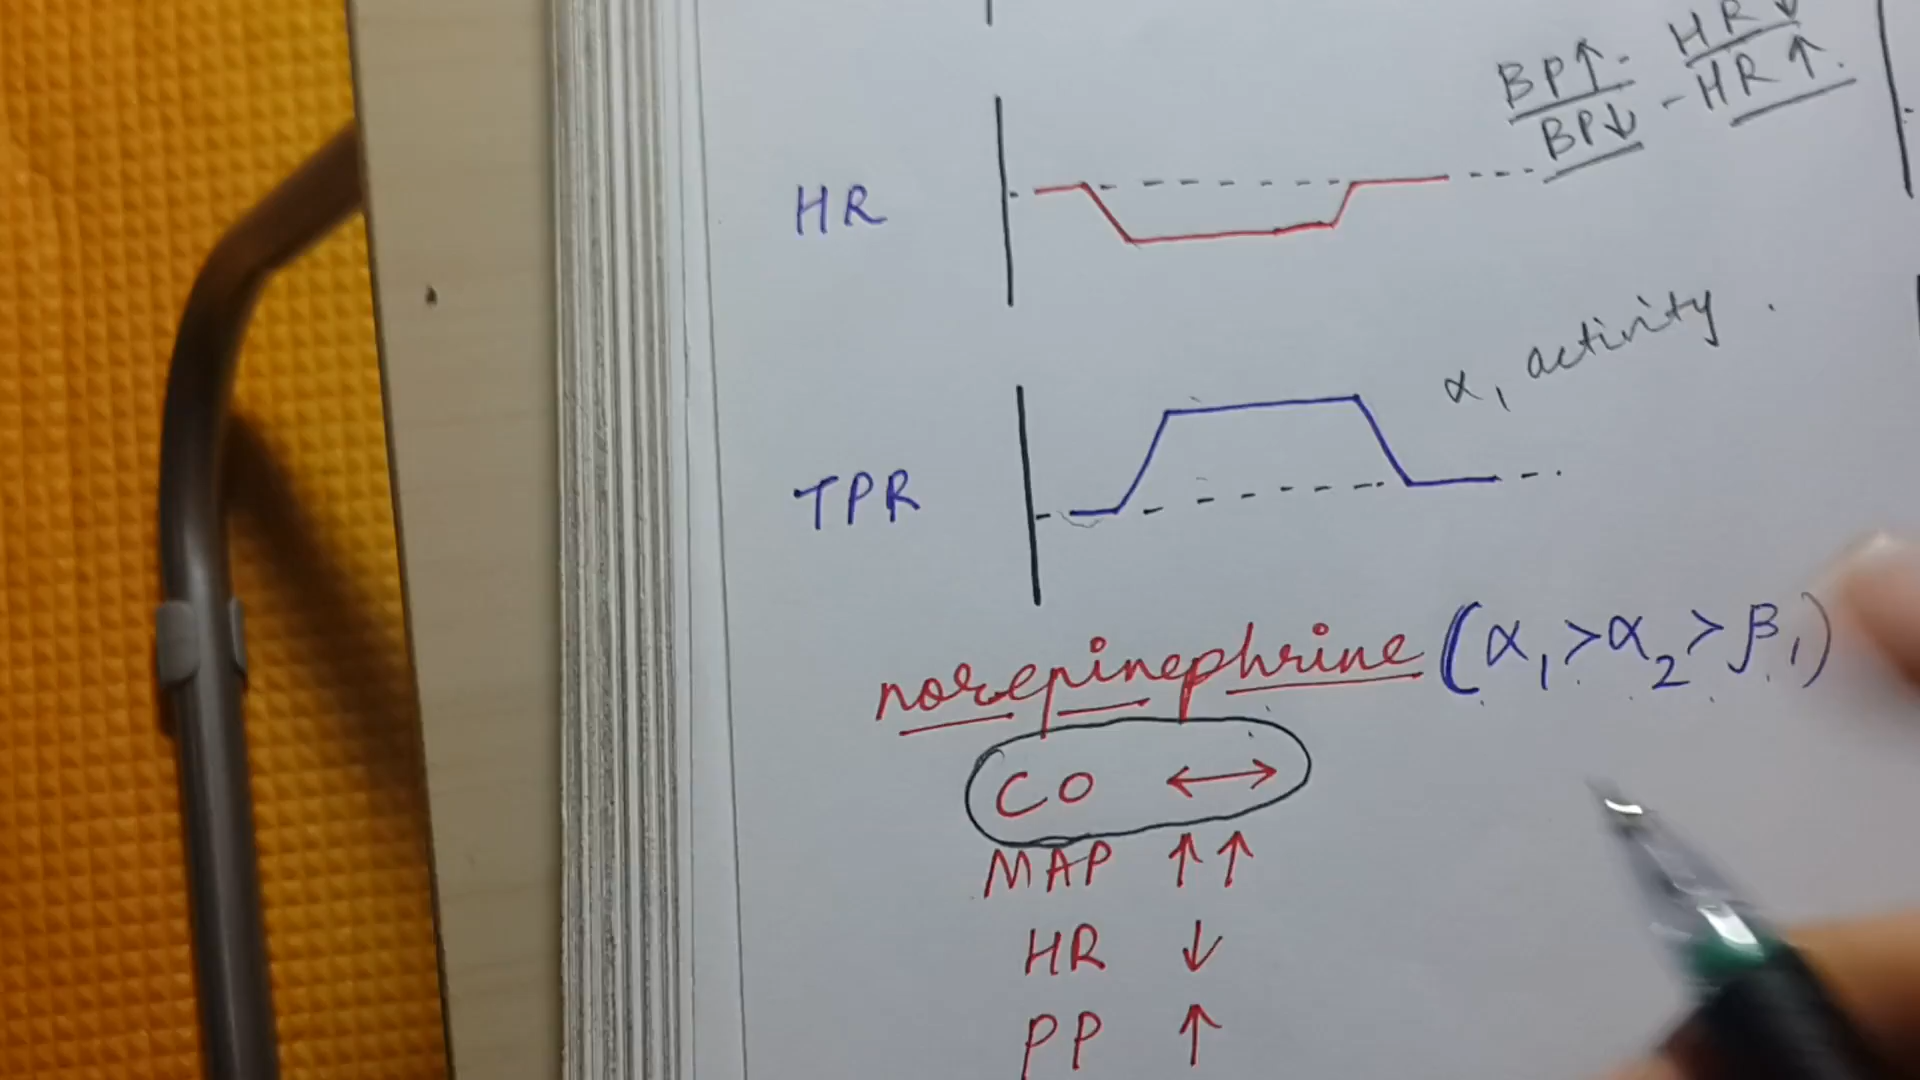 BP↑- HR↓
BP↓ - HR↑.
HR
α1 activity.
TPR
norepinephrine (α1>α2>β1)
CO ↔
MAP ↑↑
HR ↓
PP ↑